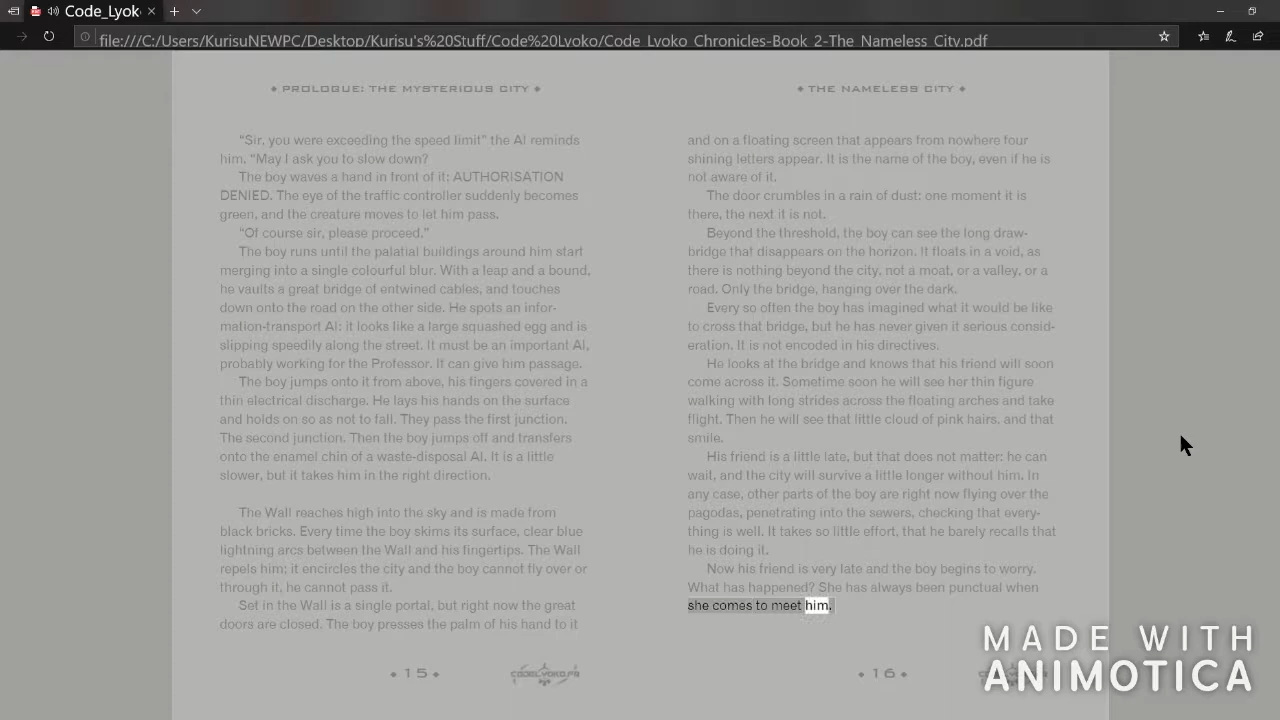 Code_Lyok
file:///C:/Users/KurisuNEWPC/Desktop/Kurisu's%20Stuff/Code%20Lyoko/Code_Lyoko_Chronicles-Book_2-The_Nameless_City.pdf
PROLOGUE: THE MYSTERIOUS CITY
“Sir, you were exceeding the speed limit” the AI reminds
him. “May I ask you to slow down?
The boy waves a hand in front of it; AUTHORISATION
DENIED. The eye of the traffic controller suddenly becomes
green, and the creature moves to let him pass.
“Of course sir, please proceed.”
The boy runs until the palatial buildings around him start
merging into a single colourful blur. With a leap and a bound,
he vaults a great bridge of entwined cables, and touches
down onto the road on the other side. He spots an infor-
mation-transport AI: it looks like a large squashed egg and is
slipping speedily along the street. It must be an important AI,
probably working for the Professor. It can give him passage.
The boy jumps onto it from above, his fingers covered in a
thin electrical discharge. He lays his hands on the surface
and holds on so as not to fall. They pass the first junction.
The second junction. Then the boy jumps off and transfers
onto the enamel chin of a waste-disposal AI. It is a little
slower, but it takes him in the right direction.
The Wall reaches high into the sky and is made from
black bricks. Every time the boy skims its surface, clear blue
lightning arcs between the Wall and his fingertips. The Wall
repels him; it encircles the city and the boy cannot fly over or
through it, he cannot pass it.
Set in the Wall is a single portal, but right now the great
doors are closed. The boy presses the palm of his hand to it
15
CODELYOKO.FR
THE NAMELESS CITY
and on a floating screen that appears from nowhere four
shining letters appear. It is the name of the boy, even if he is
not aware of it.
The door crumbles in a rain of dust: one moment it is
there, the next it is not.
Beyond the threshold, the boy can see the long draw-
bridge that disappears on the horizon. It floats in a void, as
there is nothing beyond the city, not a moat, or a valley, or a
road. Only the bridge, hanging over the dark.
Every so often the boy has imagined what it would be like
to cross that bridge, but he has never given it serious consid-
eration. It is not encoded in his directives.
He looks at the bridge and knows that his friend will soon
come across it. Sometime soon he will see her thin figure
walking with long strides across the floating arches and take
flight. Then he will see that little cloud of pink hairs, and that
smile.
His friend is a little late, but that does not matter: he can
wait, and the city will survive a little longer without him. In
any case, other parts of the boy are right now flying over the
pagodas, penetrating into the sewers, checking that every-
thing is well. It takes so little effort, that he barely recalls that
he is doing it.
Now his friend is very late and the boy begins to worry.
What has happened? She has always been punctual when
she comes to meet him.
16
MADE WITH
ANIMOTICA